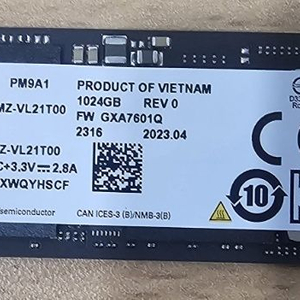 PM9A1
PRODUCT OF VIETNAM
MZ-VL21T00
1024GB REV 0
FW GXA7601Q
2316 2023.04
MZ-VL21T00
C+3.3V⎓2.8A
XWQYHSCF
semiconductor
CAN ICES-3 (B)/NMB-3(B)
10